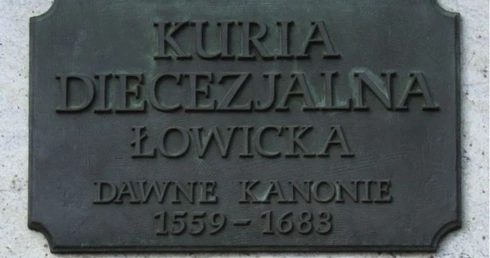 KURIA
DIECEZJALNA
ŁOWICKA
DAWNE KANONIE
1559 – 1683